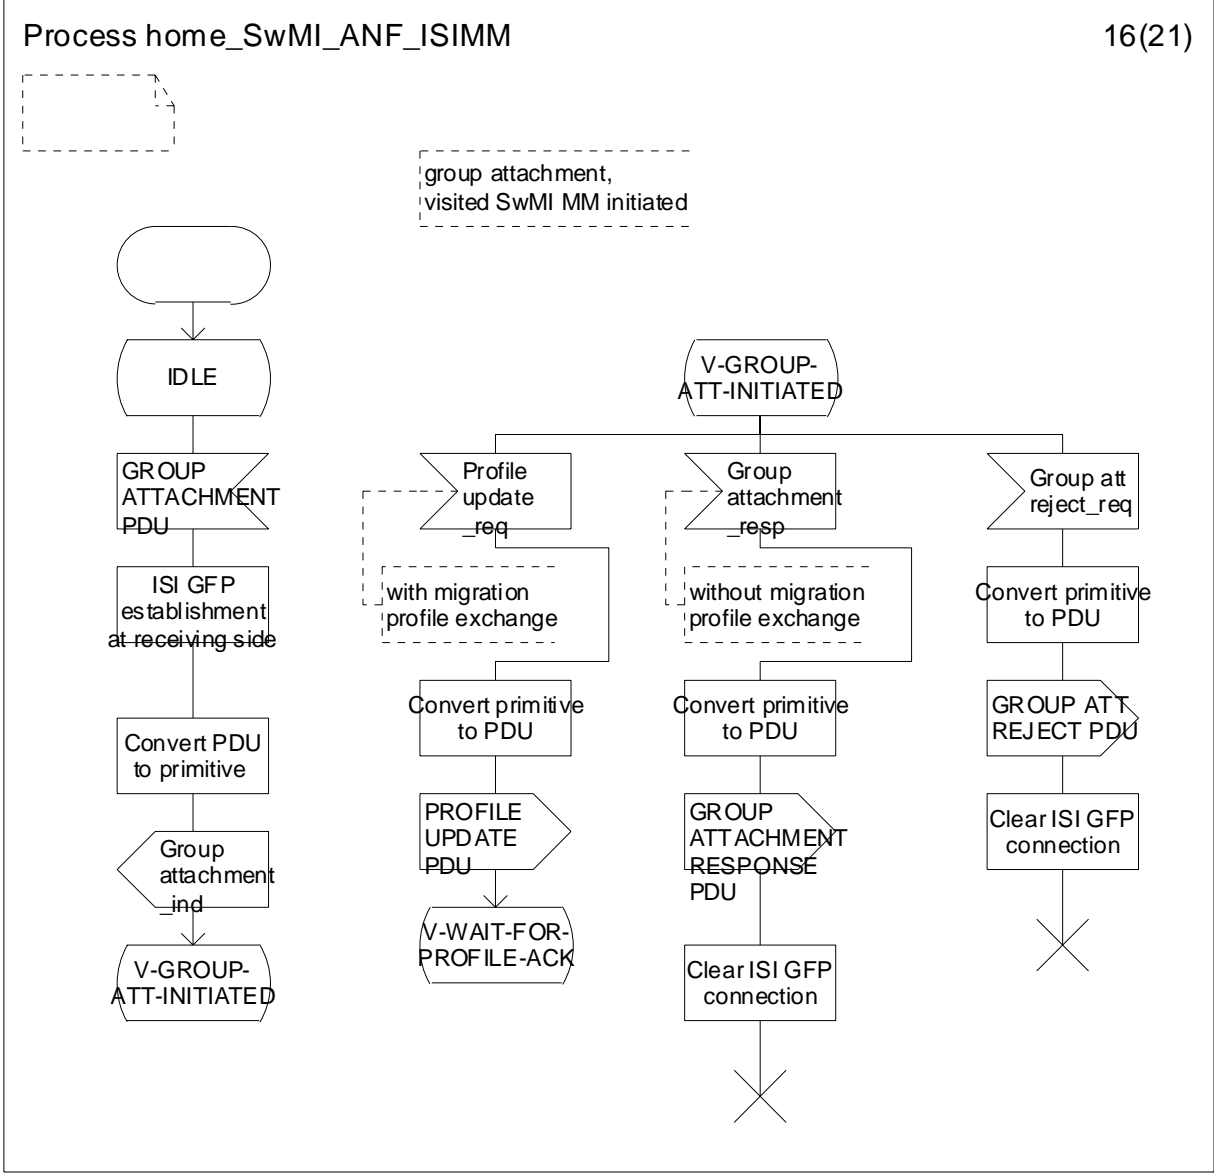 Process home_SwMI_ANF_ISIMM
16(21)
group attachment,
visited SwMI MM initiated
IDLE
GROUP
ATTACHMENT
PDU
ISI GFP
establishment
at receiving side
Convert PDU
to primitive
Group
attachment
_ind
V-GROUP-
ATT-INITIATED
V-GROUP-
ATT-INITIATED
Profile
update
_req
with migration
profile exchange
Convert primitive
to PDU
PROFILE
UPDATE
PDU
V-WAIT-FOR-
PROFILE-ACK
Group
attachment
_resp
without migration
profile exchange
Convert primitive
to PDU
GROUP
ATTACHMENT
RESPONSE
PDU
Clear ISI GFP
connection
Group att
reject_req
Convert primitive
to PDU
GROUP ATT
REJECT PDU
Clear ISI GFP
connection